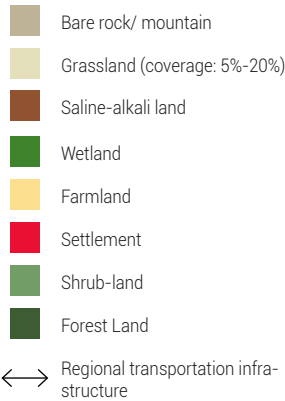 Bare rock/ mountain
Grassland (coverage: 5%-20%)
Saline-alkali land
Wetland
Farmland
Settlement
Shrub-land
Forest Land
Regional transportation infra-
structure